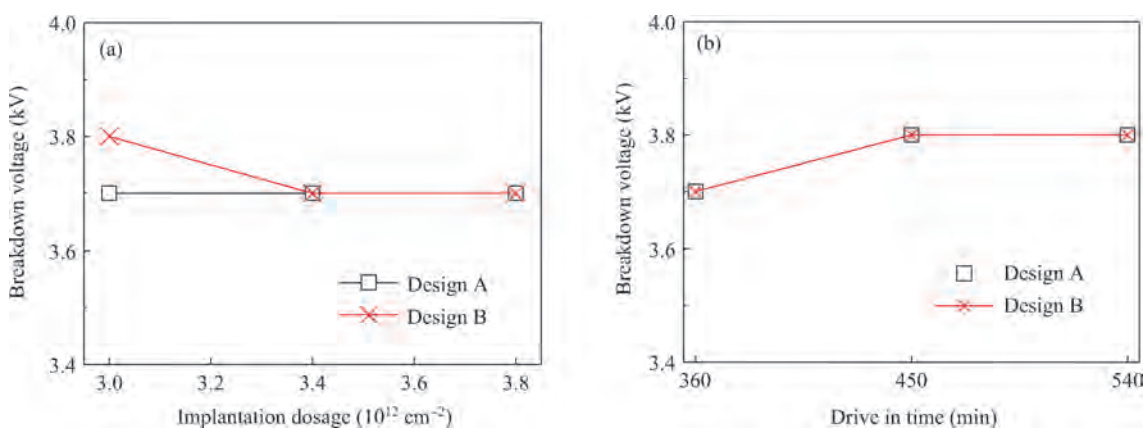 (a)
Breakdown voltage (kV)
4.0
3.8
3.6
3.4
3.0
3.2
3.4
3.6
3.8
Implantation dosage (10¹² cm⁻²)
Design A
Design B
(b)
Breakdown voltage (kV)
4.0
3.8
3.6
3.4
360
450
540
Drive in time (min)
Design A
Design B